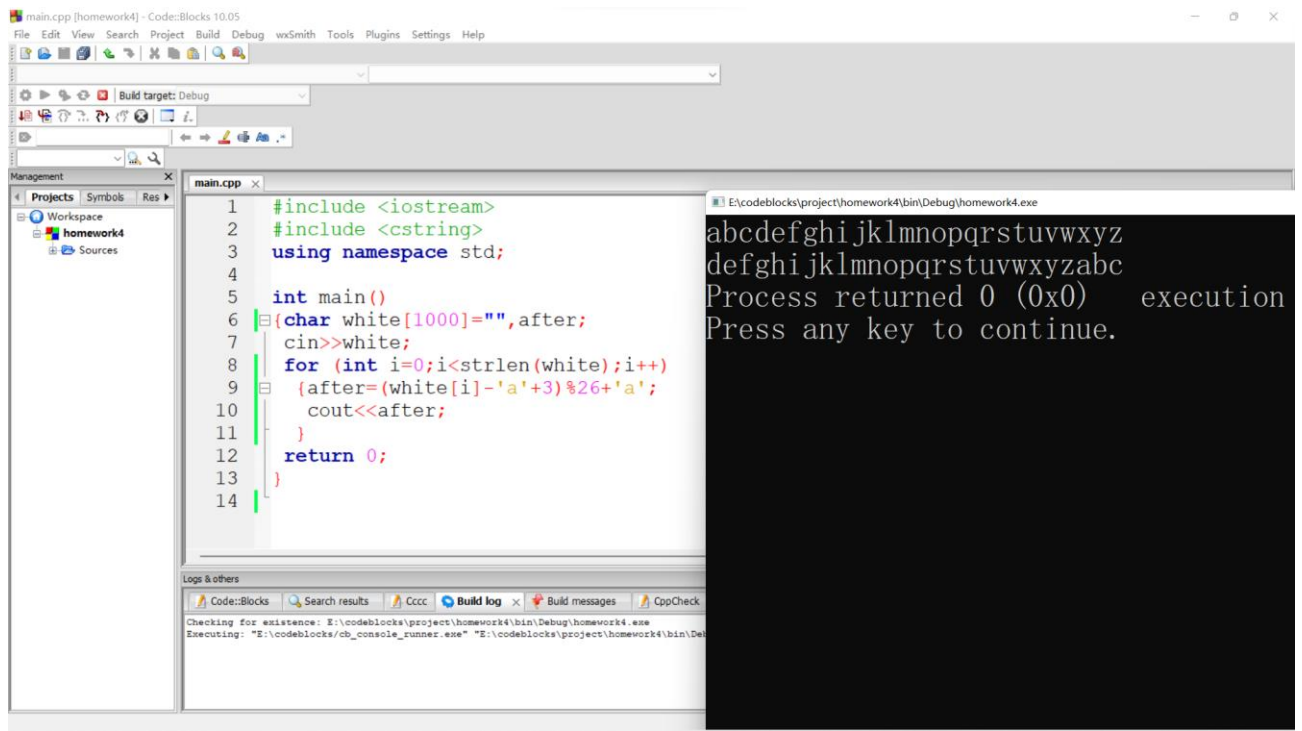 main.cpp [homework4] - Code::Blocks 10.05
File Edit View Search Project Build Debug wxSmith Tools Plugins Settings Help
Build target: Debug
Management
Projects Symbols Res
Workspace
homework4
Sources
main.cpp
1 #include <iostream>
2 #include <cstring>
3 using namespace std;
4
5 int main()
6 {char white[1000]="",after;
7 cin>>white;
8 for (int i=0;i<strlen(white);i++)
9 {after=(white[i]-'a'+3)%26+'a';
10 cout<<after;
11 }
12 return 0;
13 }
14
E:\codeblocks\project\homework4\bin\Debug\homework4.exe
abcdefghijklmnopqrstuvwxyz
defghijklmnopqrstuvwxyzabc
Process returned 0 (0x0) execution
Press any key to continue.
Logs & others
Code::Blocks Search results Cccc Build log Build messages CppCheck
Checking for existence: E:\codeblocks\project\homework4\bin\Debug\homework4.exe
Executing: "E:\codeblocks/cb_console_runner.exe" "E:\codeblocks\project\homework4\bin\Deb